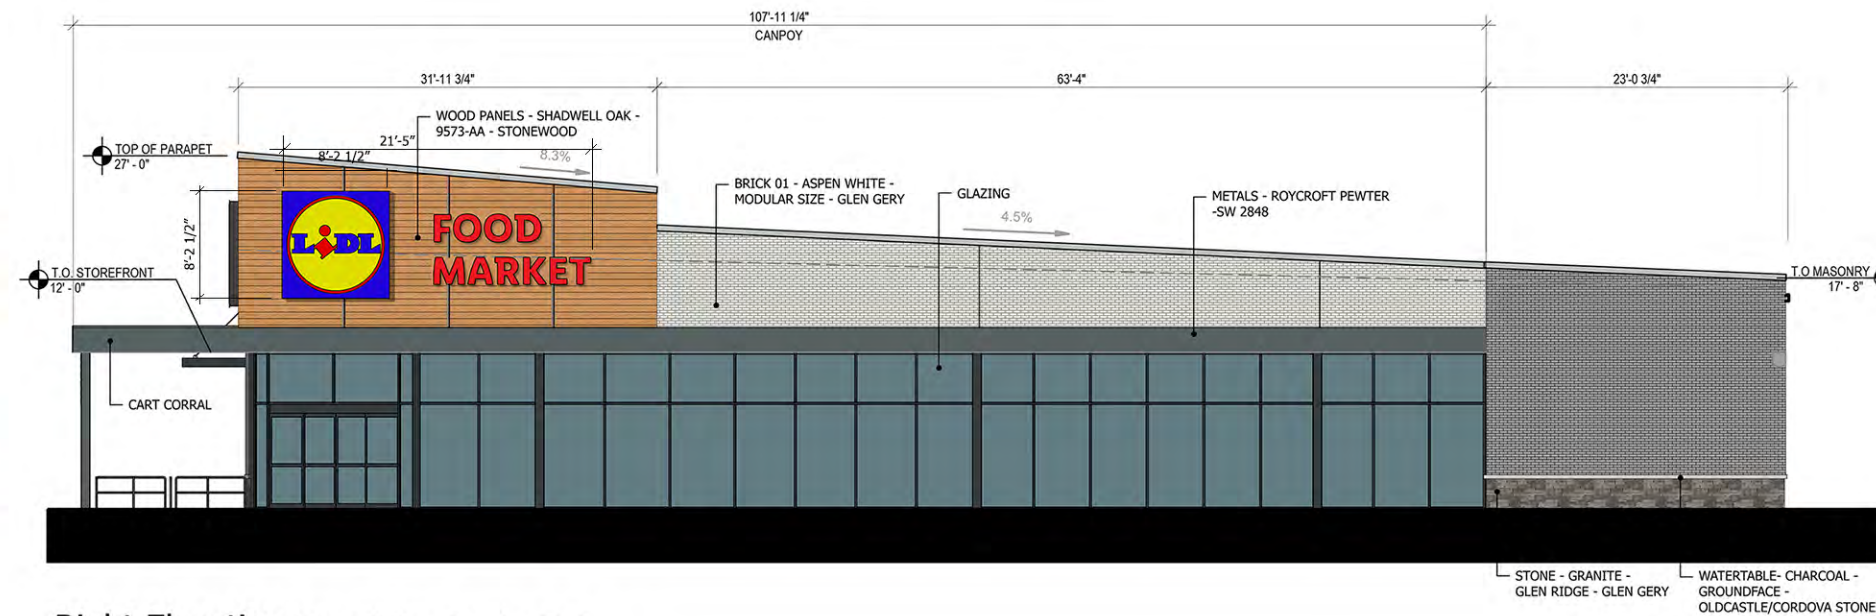 107'-11 1/4"
CANPOY
31'-11 3/4"
63'-4"
23'-0 3/4"
WOOD PANELS - SHADWELL OAK -
9573-AA - STONEWOOD
21'-5"
8'-2 1/2"
8.3%
TOP OF PARAPET
27' - 0"
BRICK 01 - ASPEN WHITE -
MODULAR SIZE - GLEN GERY
GLAZING
METALS - ROYCROFT PEWTER
-SW 2848
4.5%
8'-2 1/2"
LiDL
FOOD
MARKET
T.O. STOREFRONT
12' - 0"
T.O MASONRY
17' - 8"
CART CORRAL
STONE - GRANITE -
GLEN RIDGE - GLEN GERY
WATERTABLE- CHARCOAL -
GROUNDFACE -
OLDCASTLE/CORDOVA STONE